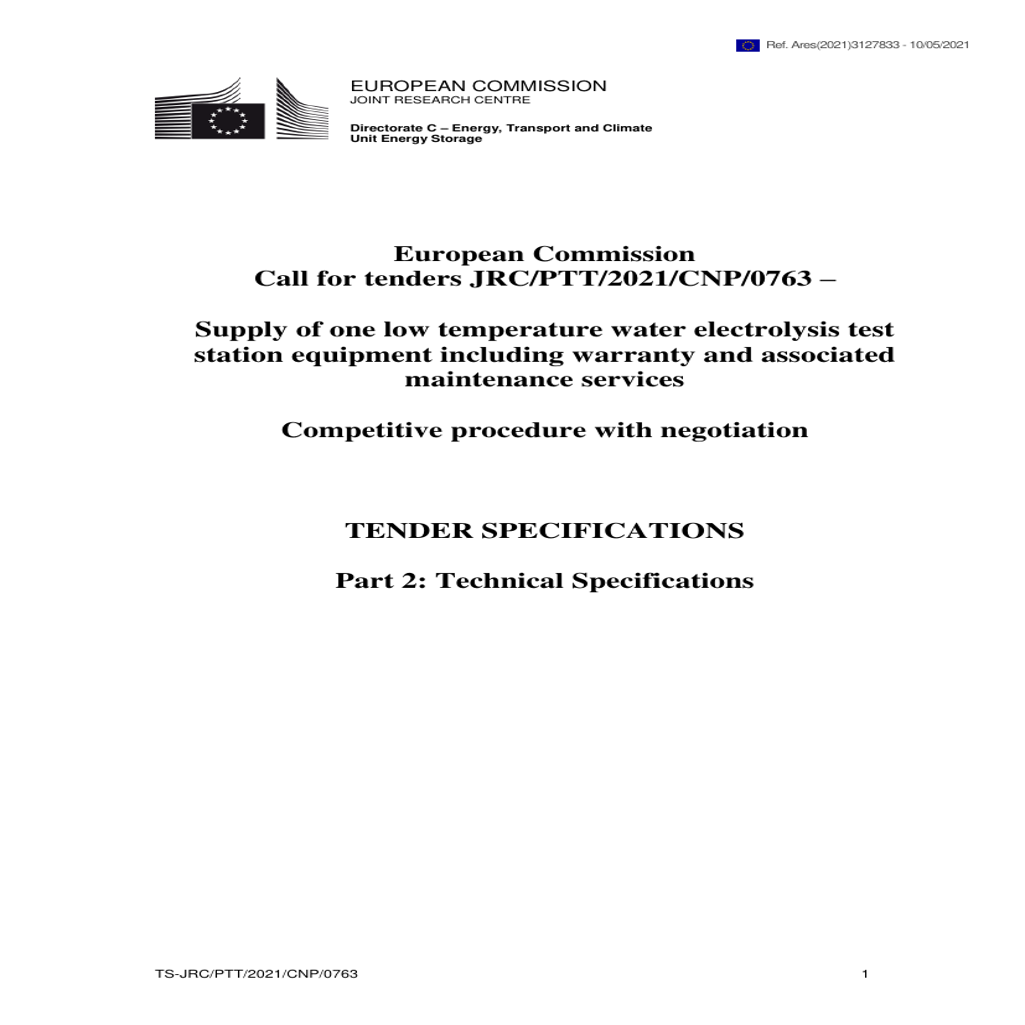 Ref. Ares(2021)3127833 - 10/05/2021
EUROPEAN COMMISSION
JOINT RESEARCH CENTRE
Directorate C – Energy, Transport and Climate
Unit Energy Storage
European Commission
Call for tenders JRC/PTT/2021/CNP/0763 –
Supply of one low temperature water electrolysis test
station equipment including warranty and associated
maintenance services
Competitive procedure with negotiation
TENDER SPECIFICATIONS
Part 2: Technical Specifications
TS-JRC/PTT/2021/CNP/0763 1